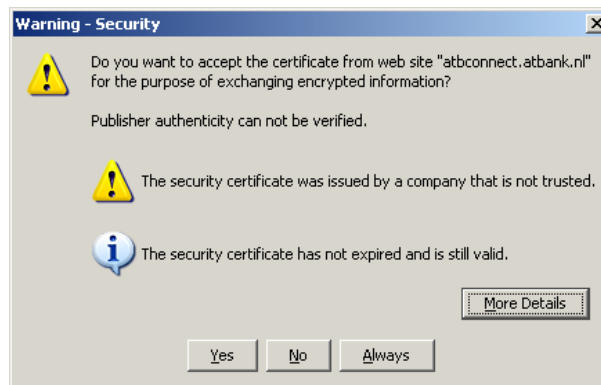 Warning - Security
Do you want to accept the certificate from web site "atbconnect.atbank.nl"
for the purpose of exchanging encrypted information?
Publisher authenticity can not be verified.
The security certificate was issued by a company that is not trusted.
The security certificate has not expired and is still valid.
More Details
Yes No Always